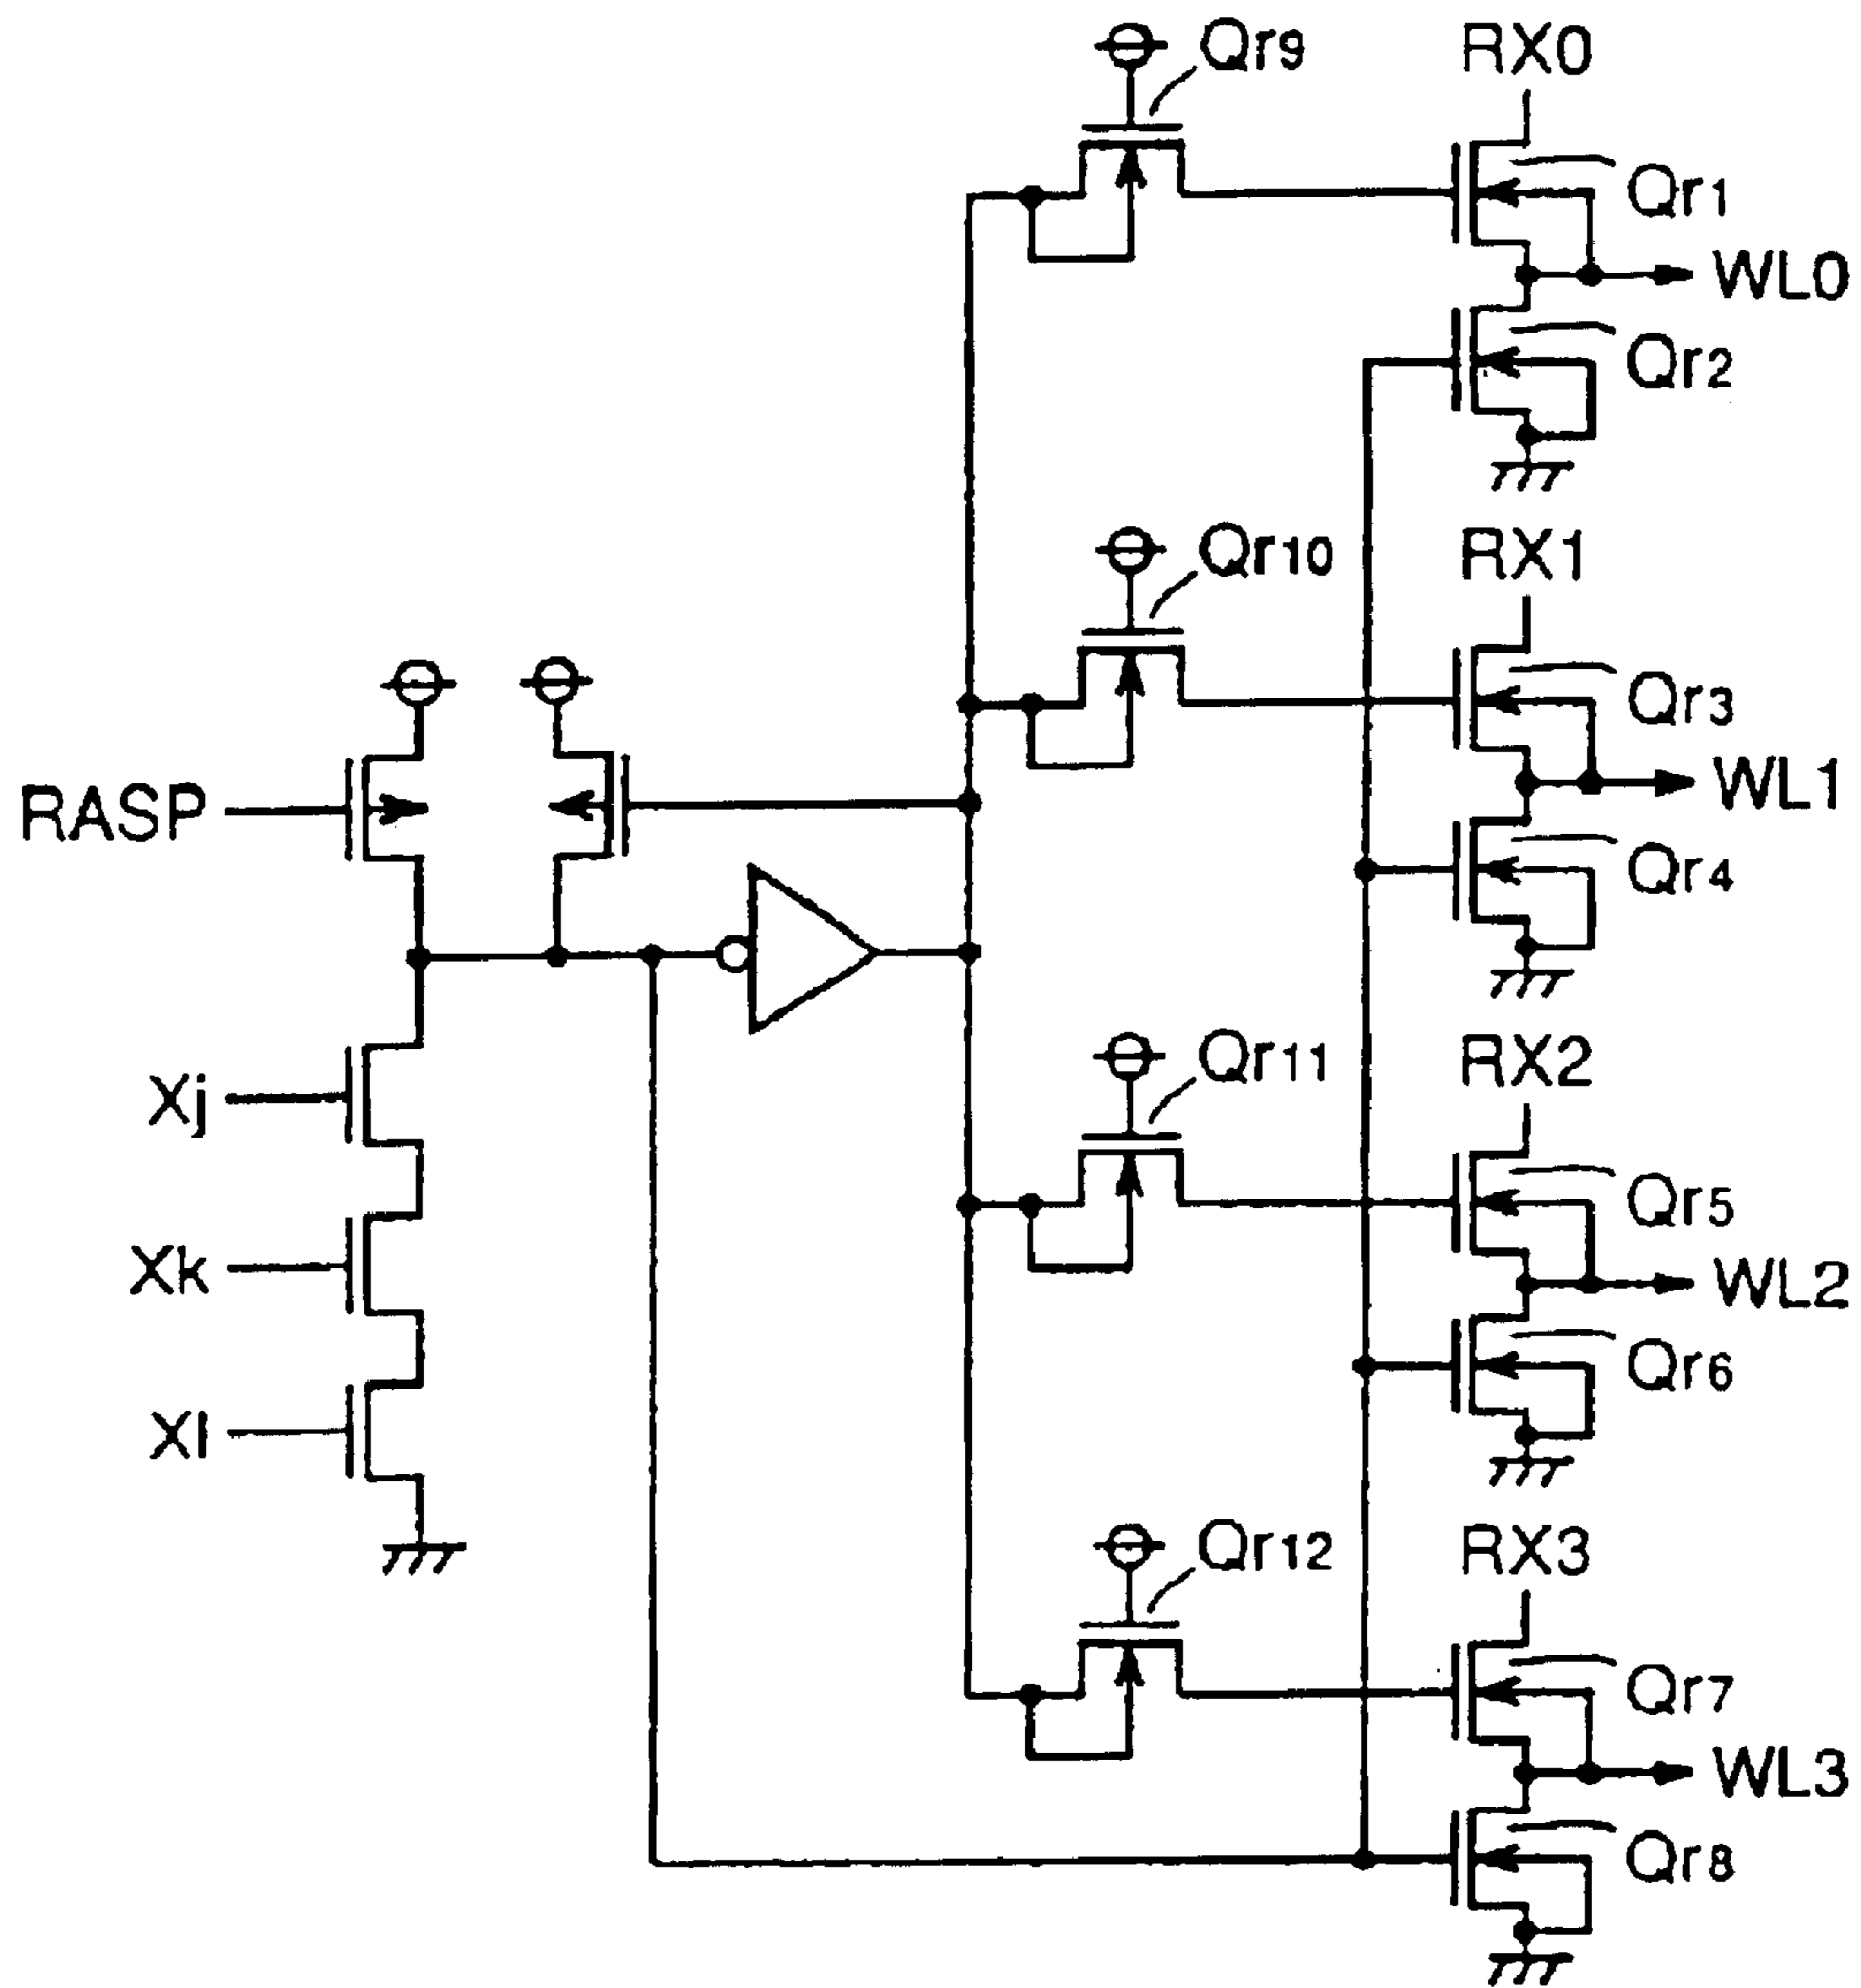 Qr9
RX0
Qr1
WL0
Qr2
Qr10
RX1
Qr3
WL1
Qr4
RASP
Xj
Xk
Xl
Qr11
RX2
Qr5
WL2
Qr6
Qr12
RX3
Qr7
WL3
Qr8